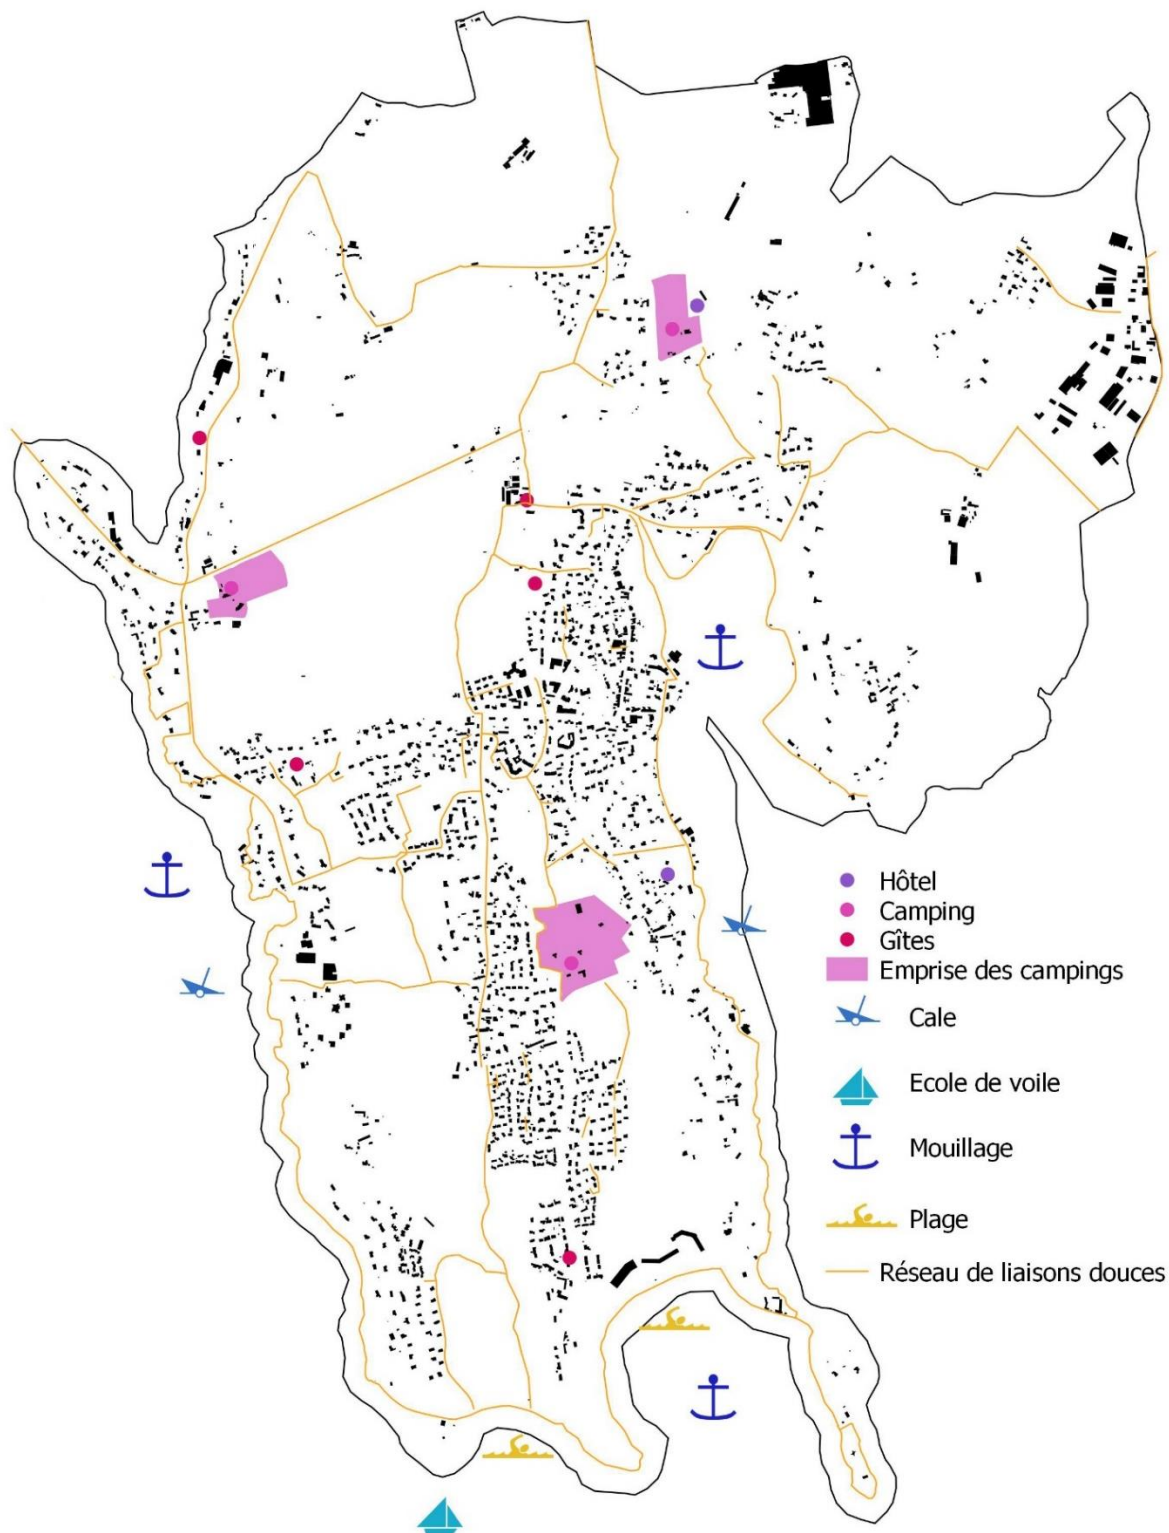 Hôtel
Camping
Gîtes
Emprise des campings
Cale
Ecole de voile
Mouillage
Plage
Réseau de liaisons douces